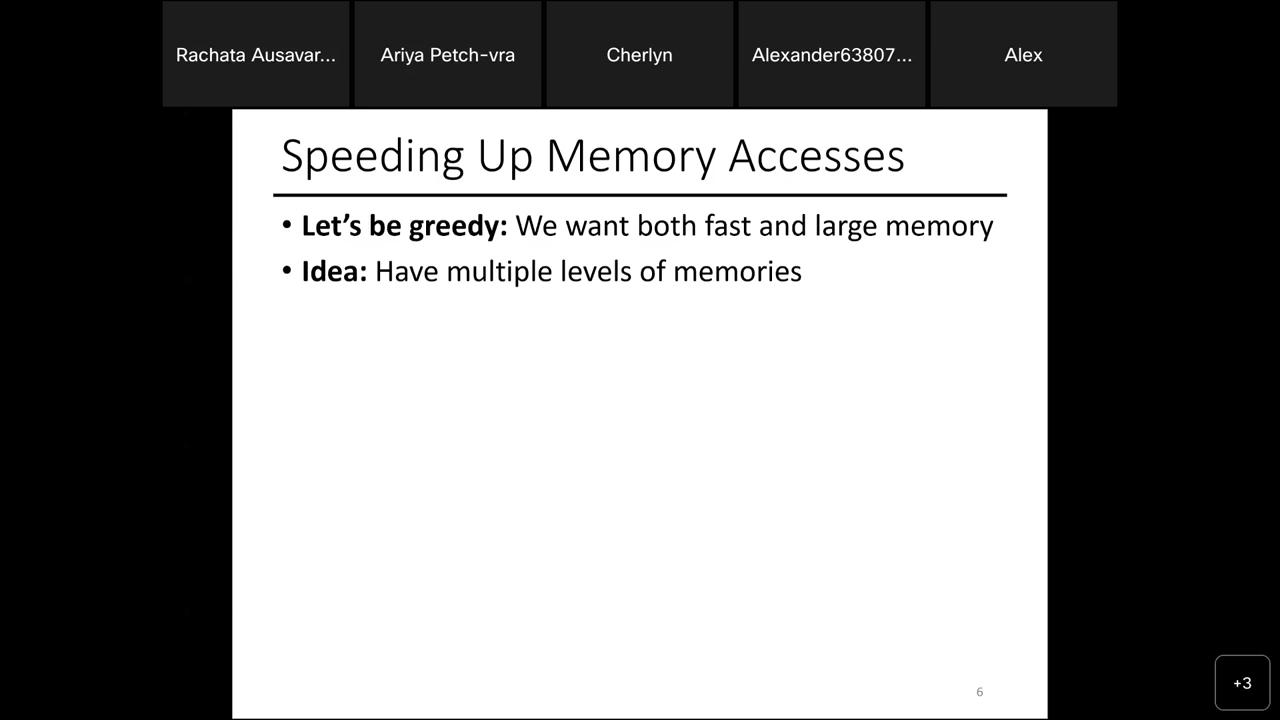 Rachata Ausavar...
Ariya Petch-vra
Cherlyn
Alexander63807...
Alex
Speeding Up Memory Accesses
• Let's be greedy: We want both fast and large memory
• Idea: Have multiple levels of memories
6
+3